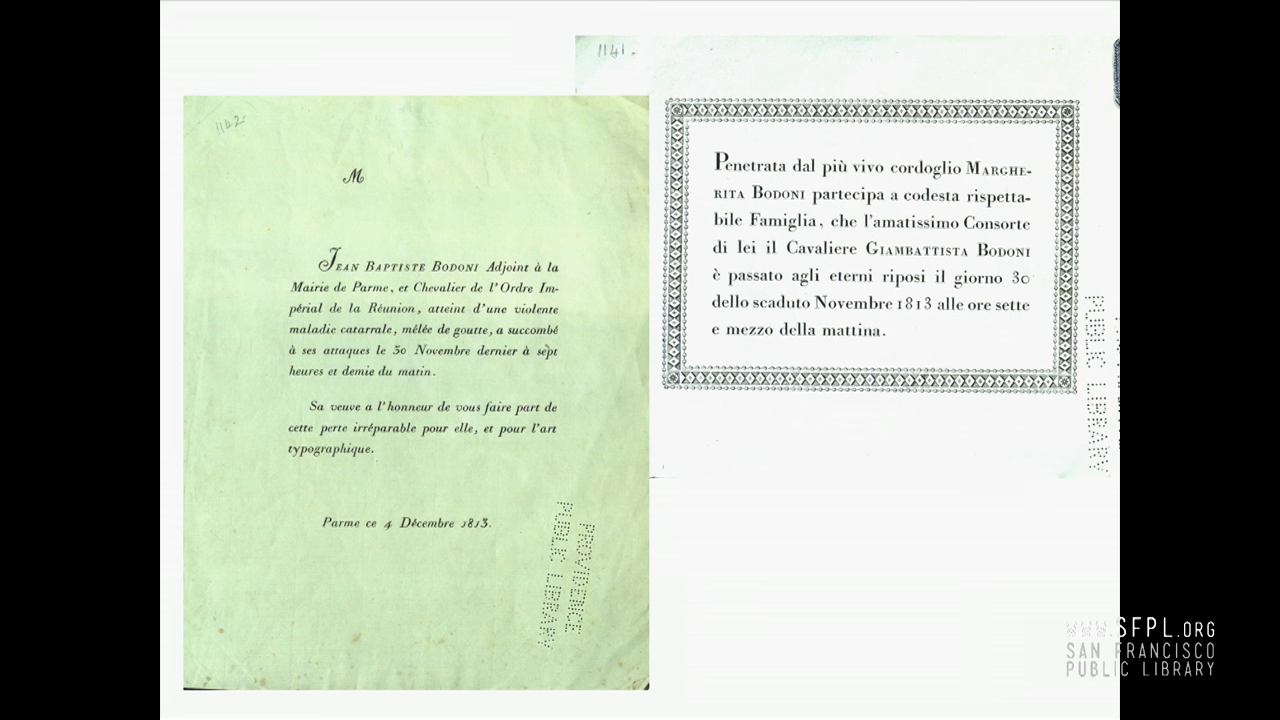 1142
M
JEAN BAPTISTE BODONI Adjoint à la
Mairie de Parme, et Chevalier de l'Ordre Im-
périal de la Réunion, atteint d'une violente
maladie catarrale, mêlée de goutte, a succombé
à ses attaques le 30 Novembre dernier à sept
heures et demie du matin.
Sa veuve a l'honneur de vous faire part de
cette perte irréparable pour elle, et pour l'art
typographique.
Parme ce 4 Décembre 1813.
PROVIDENCE
PUBLIC LIBRARY
1141.
Penetrata dal più vivo cordoglio MARGHE-
RITA BODONI partecipa a codesta rispetta-
bile Famiglia, che l'amatissimo Consorte
di lei il Cavaliere GIAMBATTISTA BODONI
è passato agli eterni riposi il giorno 30
dello scaduto Novembre 1813 alle ore sette
e mezzo della mattina.
PUBLIC LIBRARY
WWW.SFPL.ORG
SAN FRANCISCO
PUBLIC LIBRARY